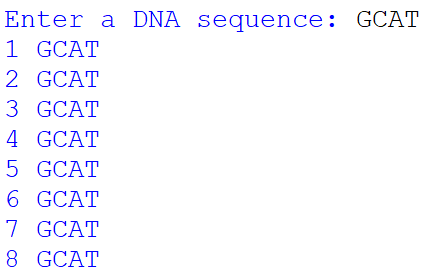 Enter a DNA sequence: GCAT
1 GCAT
2 GCAT
3 GCAT
4 GCAT
5 GCAT
6 GCAT
7 GCAT
8 GCAT